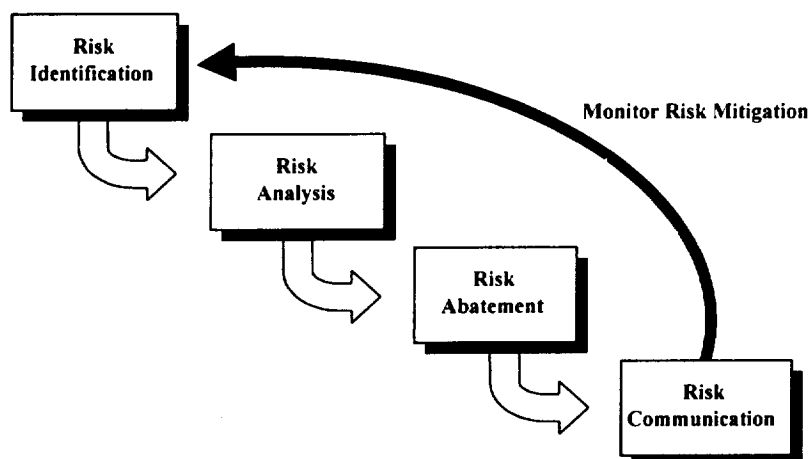 Risk
Identification
Monitor Risk Mitigation
Risk
Analysis
Risk
Abatement
Risk
Communication